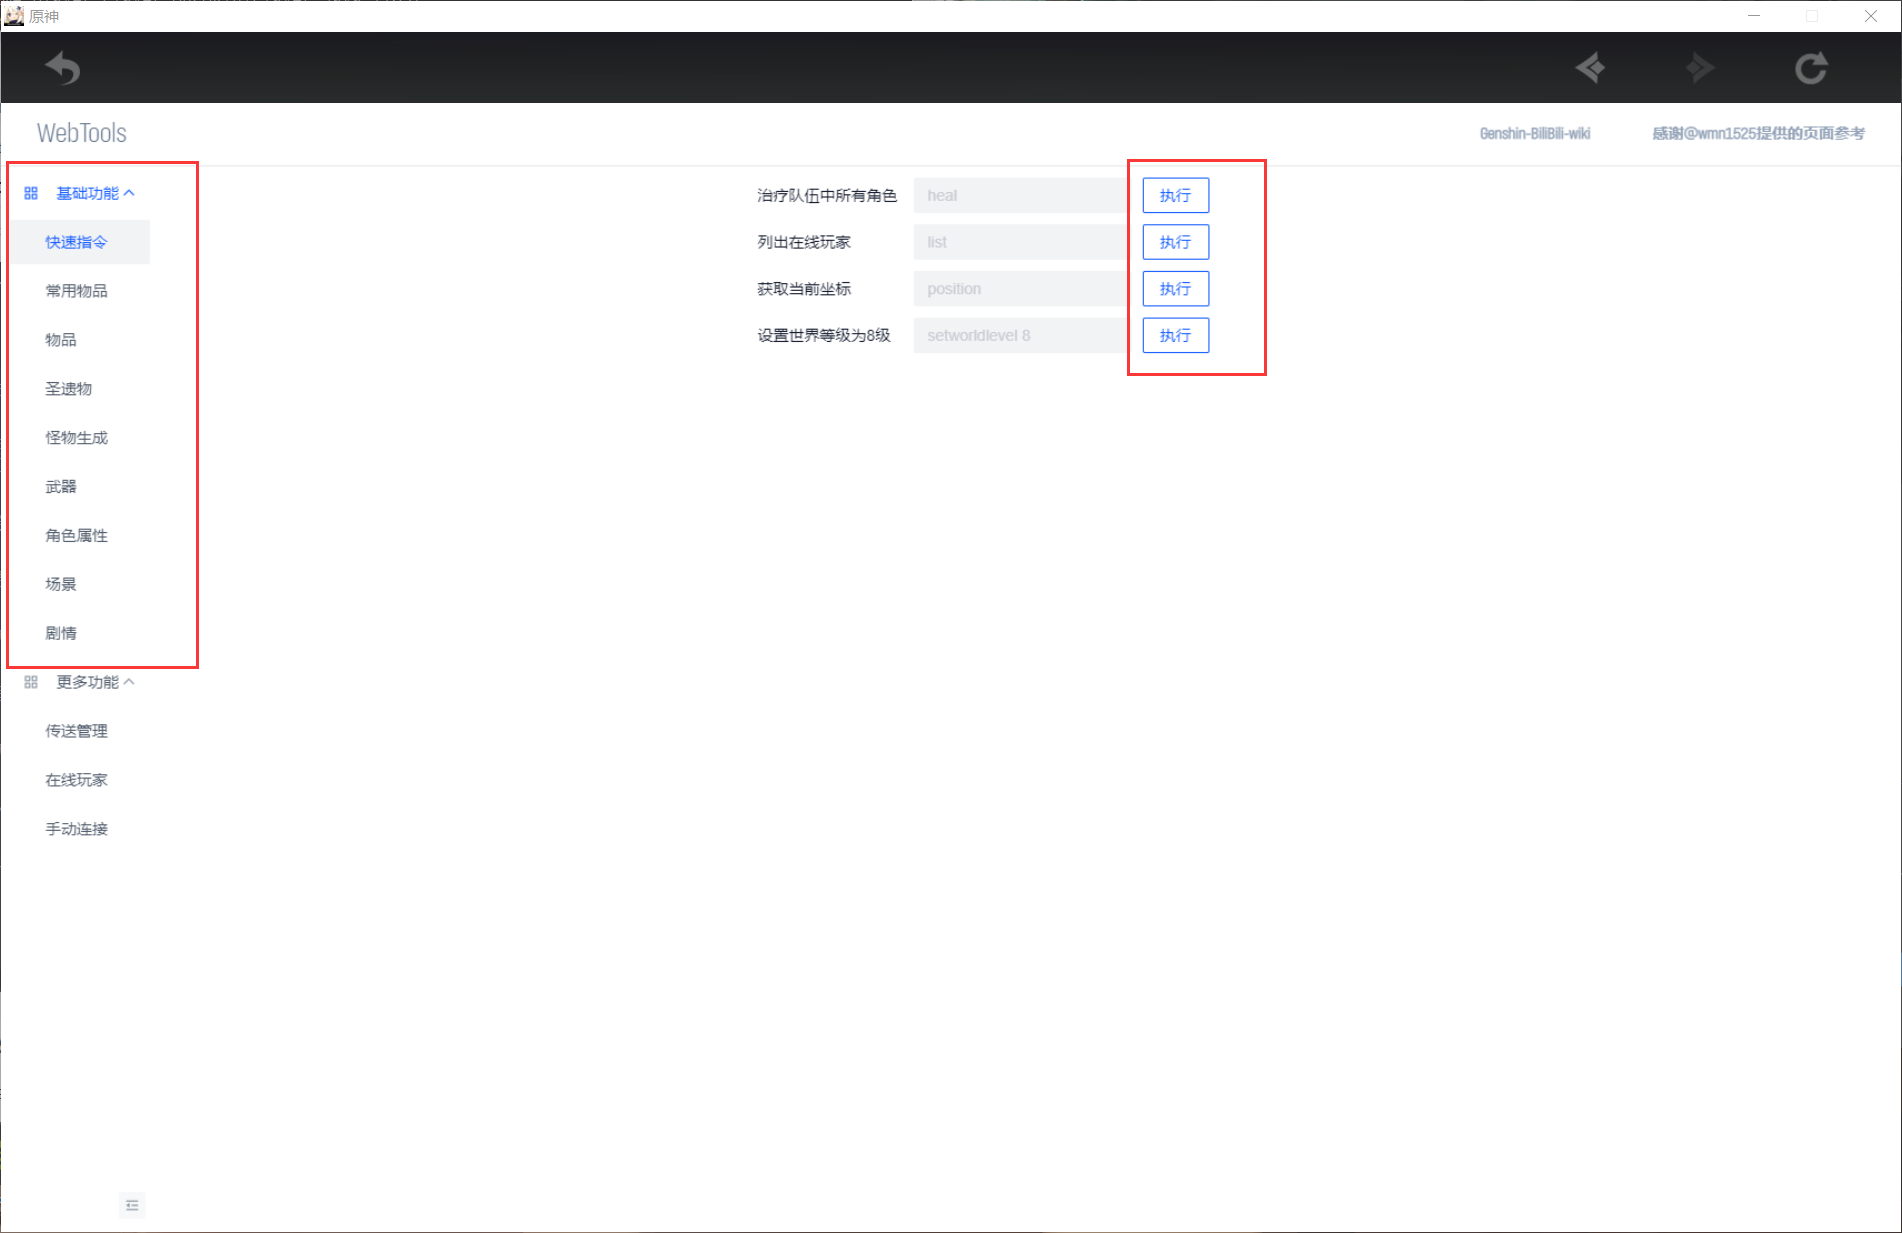 原神
WebTools
Genshin-BiliBili-wiki
感谢@wmn1525提供的页面参考
基础功能
快速指令
常用物品
物品
圣遗物
怪物生成
武器
角色属性
场景
剧情
更多功能
传送管理
在线玩家
手动连接
治疗队伍中所有角色 heal 执行
列出在线玩家 list 执行
获取当前坐标 position 执行
设置世界等级为8级 setworldlevel 8 执行